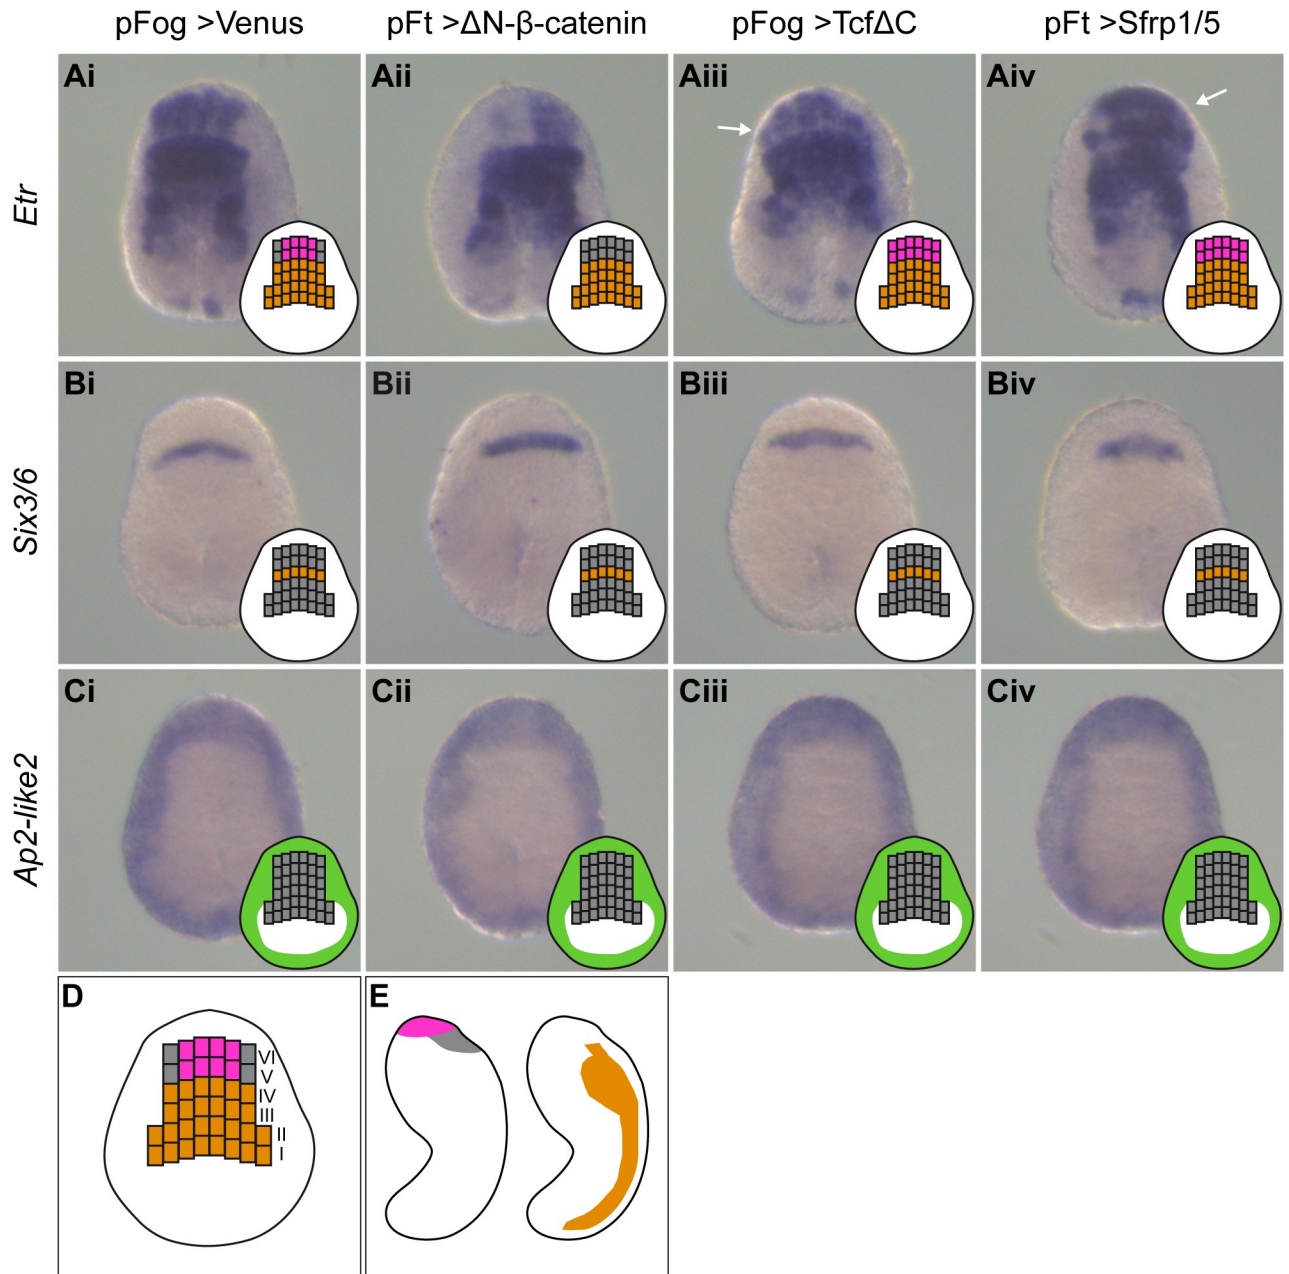 pFog >Venus pFt >ΔN-β-catenin pFog >TcfΔC pFt >Sfrp1/5
Etr
Ai Aii Aiii Aiv
Six3/6
Bi Bii Biii Biv
Ap2-like2
Ci Cii Ciii Civ
D E
VI
V
IV
III
II
I